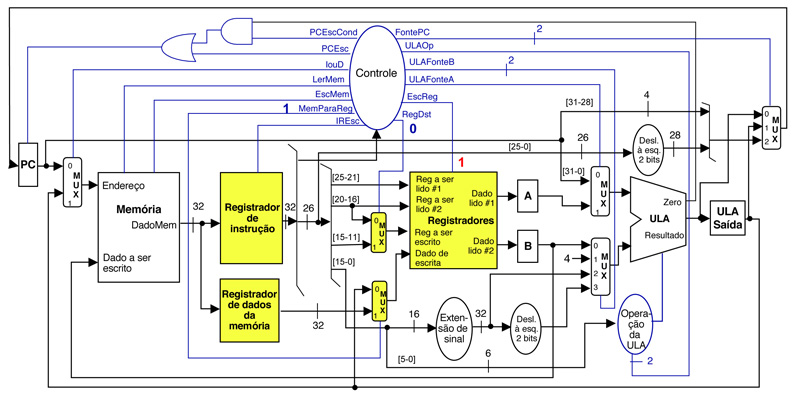 PCEscCond
FontePC
2
PCEsc
ULAOp
IouD
ULAFonteB
2
Controle
LerMem
ULAFonteA
EscMem
EscReg
1
MemParaReg
RegDst
IREsc
0
[31-28]
4
[25-0]
26
Desl.
à esq.
2 bits
28
0
1
2
M
U
X
PC
0
M
U
X
1
Endereço
Memória
DadoMem
Dado a ser
escrito
32
Registrador
de
instrução
32
26
[25-21]
[20-16]
[15-11]
[15-0]
0
M
U
X
1
1
Reg a ser
lido #1
Reg a ser
lido #2
Registradores
Reg a ser
escrito
Dado de
escrita
Dado
lido #1
Dado
lido #2
A
B
[31-0]
0
M
U
X
1
4
0
1
2
3
M
U
X
Zero
ULA
Resultado
ULA
Saída
Registrador
de dados
da
memória
32
0
M
U
X
1
16
Extensão
de
sinal
32
Desl.
à esq.
2 bits
[5-0]
6
Operação
da
ULA
2